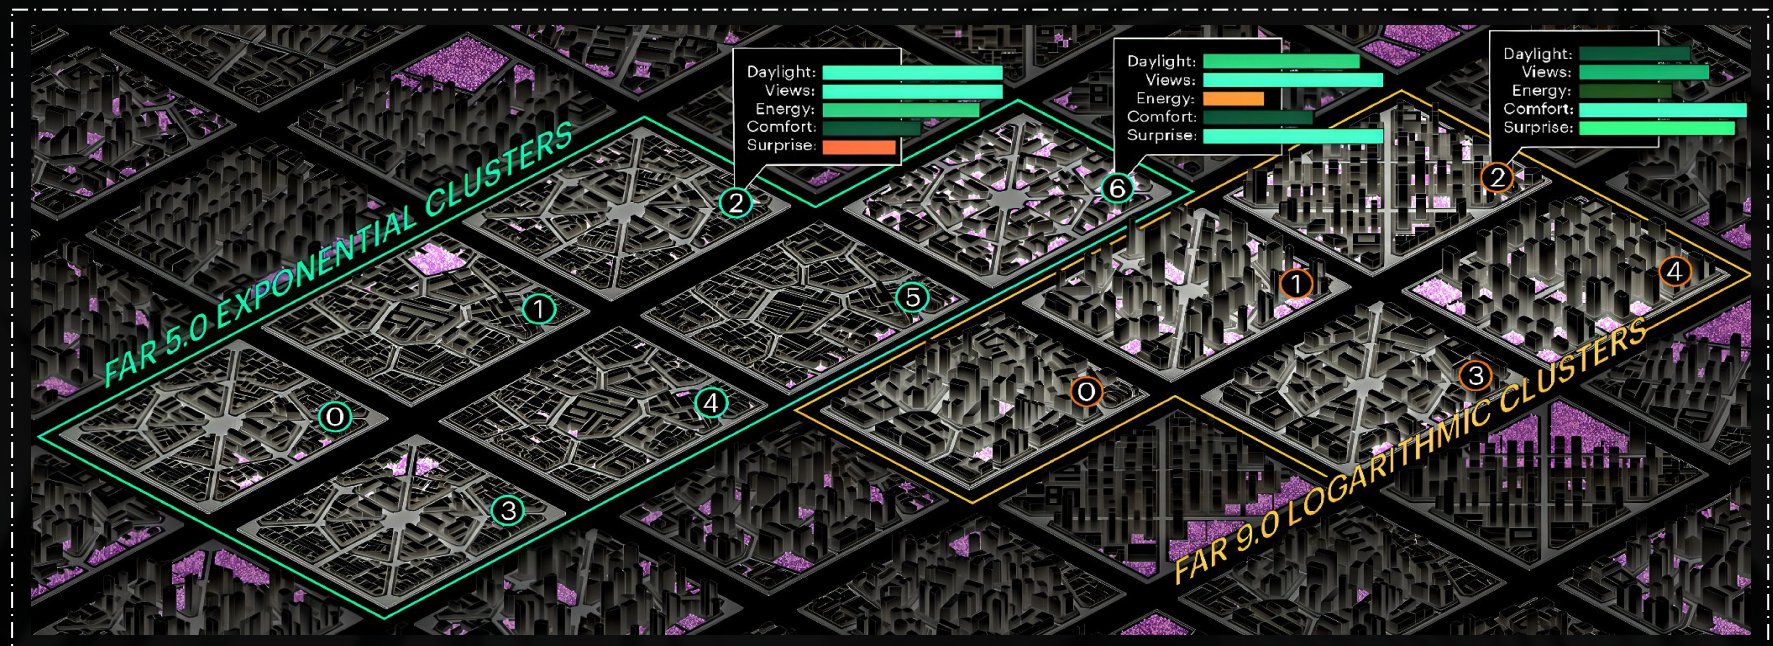 Daylight:
Views:
Energy:
Comfort:
Surprise:
Daylight:
Views:
Energy:
Comfort:
Surprise:
Daylight:
Views:
Energy:
Comfort:
Surprise:
FAR 5.0 EXPONENTIAL CLUSTERS
2
6
1
5
0
4
3
FAR 9.0 LOGARITHMIC CLUSTERS
2
1
4
0
3